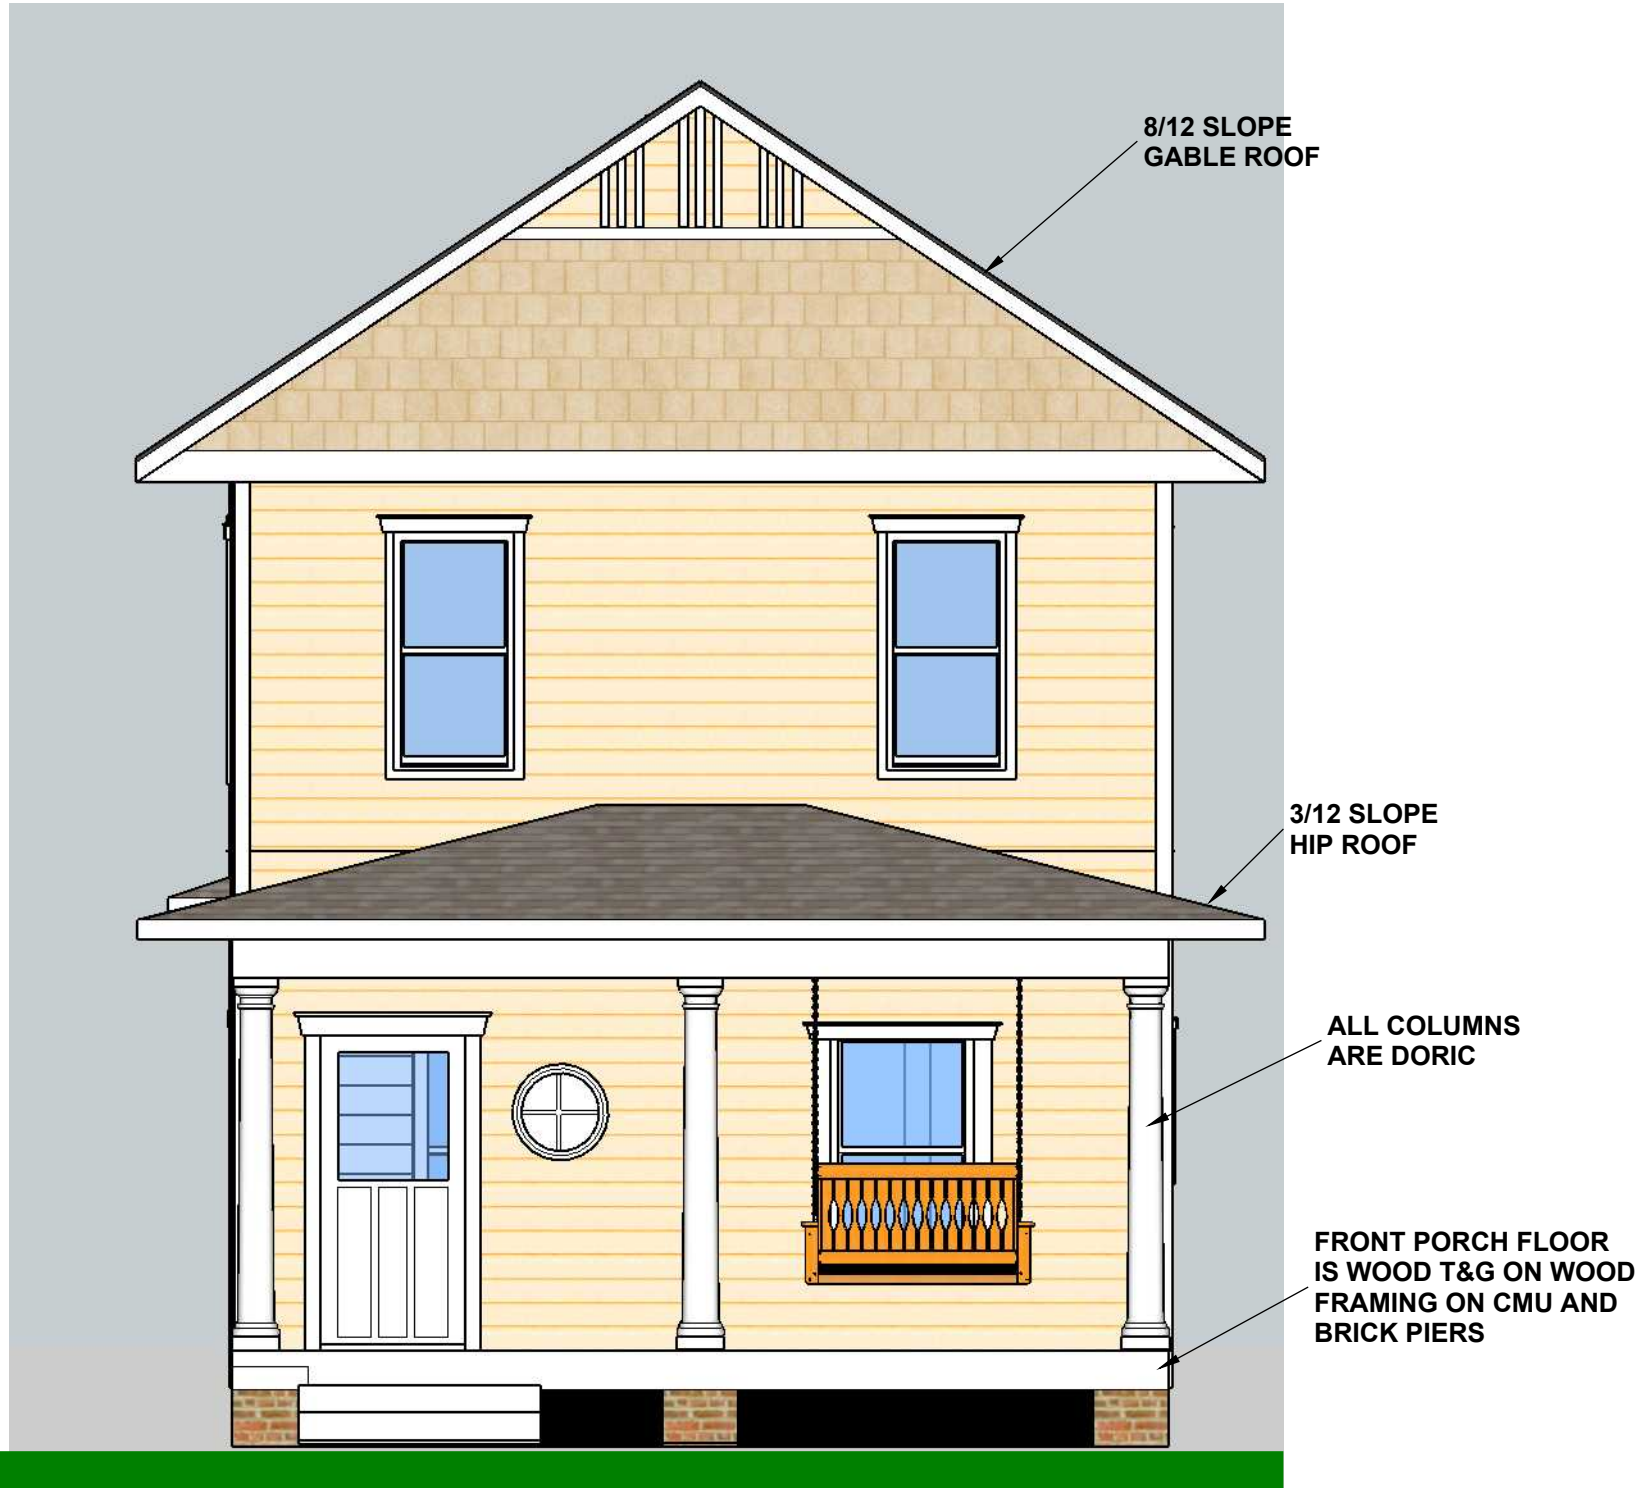 8/12 SLOPE
GABLE ROOF
3/12 SLOPE
HIP ROOF
ALL COLUMNS
ARE DORIC
FRONT PORCH FLOOR
IS WOOD T&G ON WOOD
FRAMING ON CMU AND
BRICK PIERS